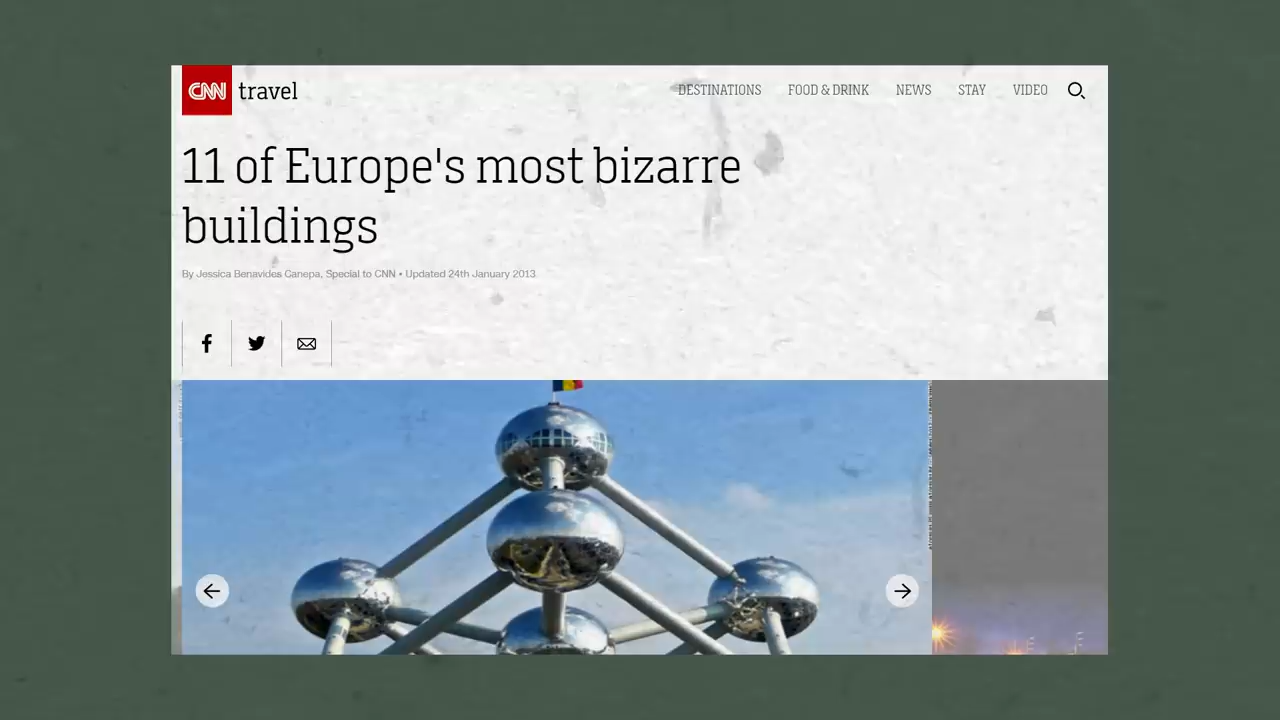 CNN travel
DESTINATIONS FOOD & DRINK NEWS STAY VIDEO
11 of Europe's most bizarre
buildings
By Jessica Benavides Canepa, Special to CNN • Updated 24th January 2013